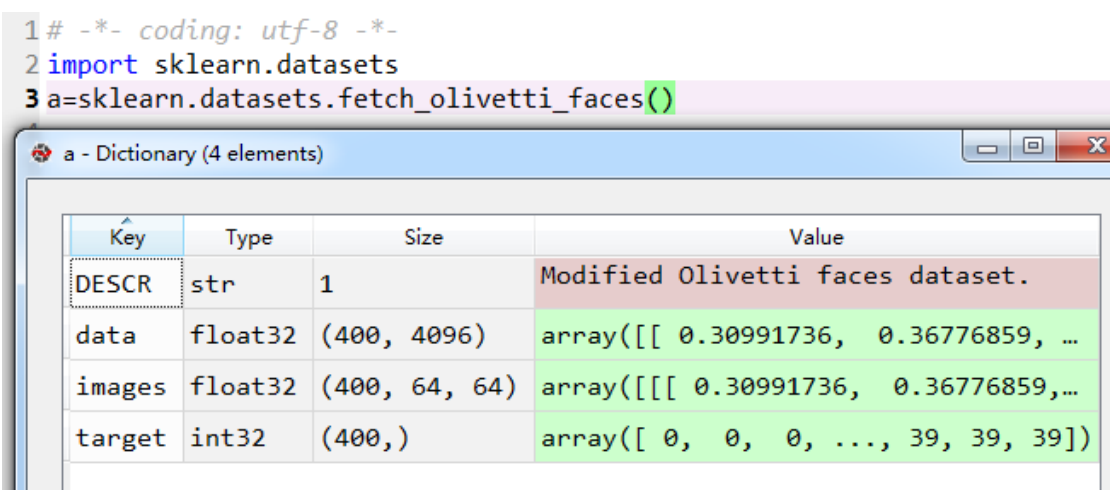 1 # -*- coding: utf-8 -*-
2 import sklearn.datasets
3 a=sklearn.datasets.fetch_olivetti_faces()
a - Dictionary (4 elements)
Key Type Size Value
DESCR str 1 Modified Olivetti faces dataset.
data float32 (400, 4096) array([[ 0.30991736, 0.36776859, …
images float32 (400, 64, 64) array([[[ 0.30991736, 0.36776859,…
target int32 (400,) array([ 0, 0, 0, ..., 39, 39, 39])